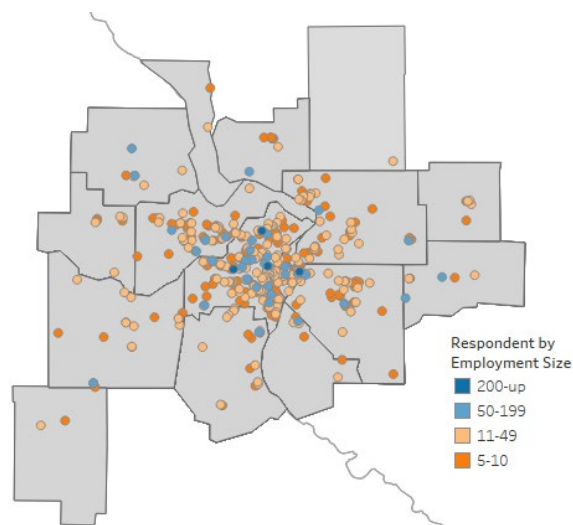 Respondent by
Employment Size
200-up
50-199
11-49
5-10